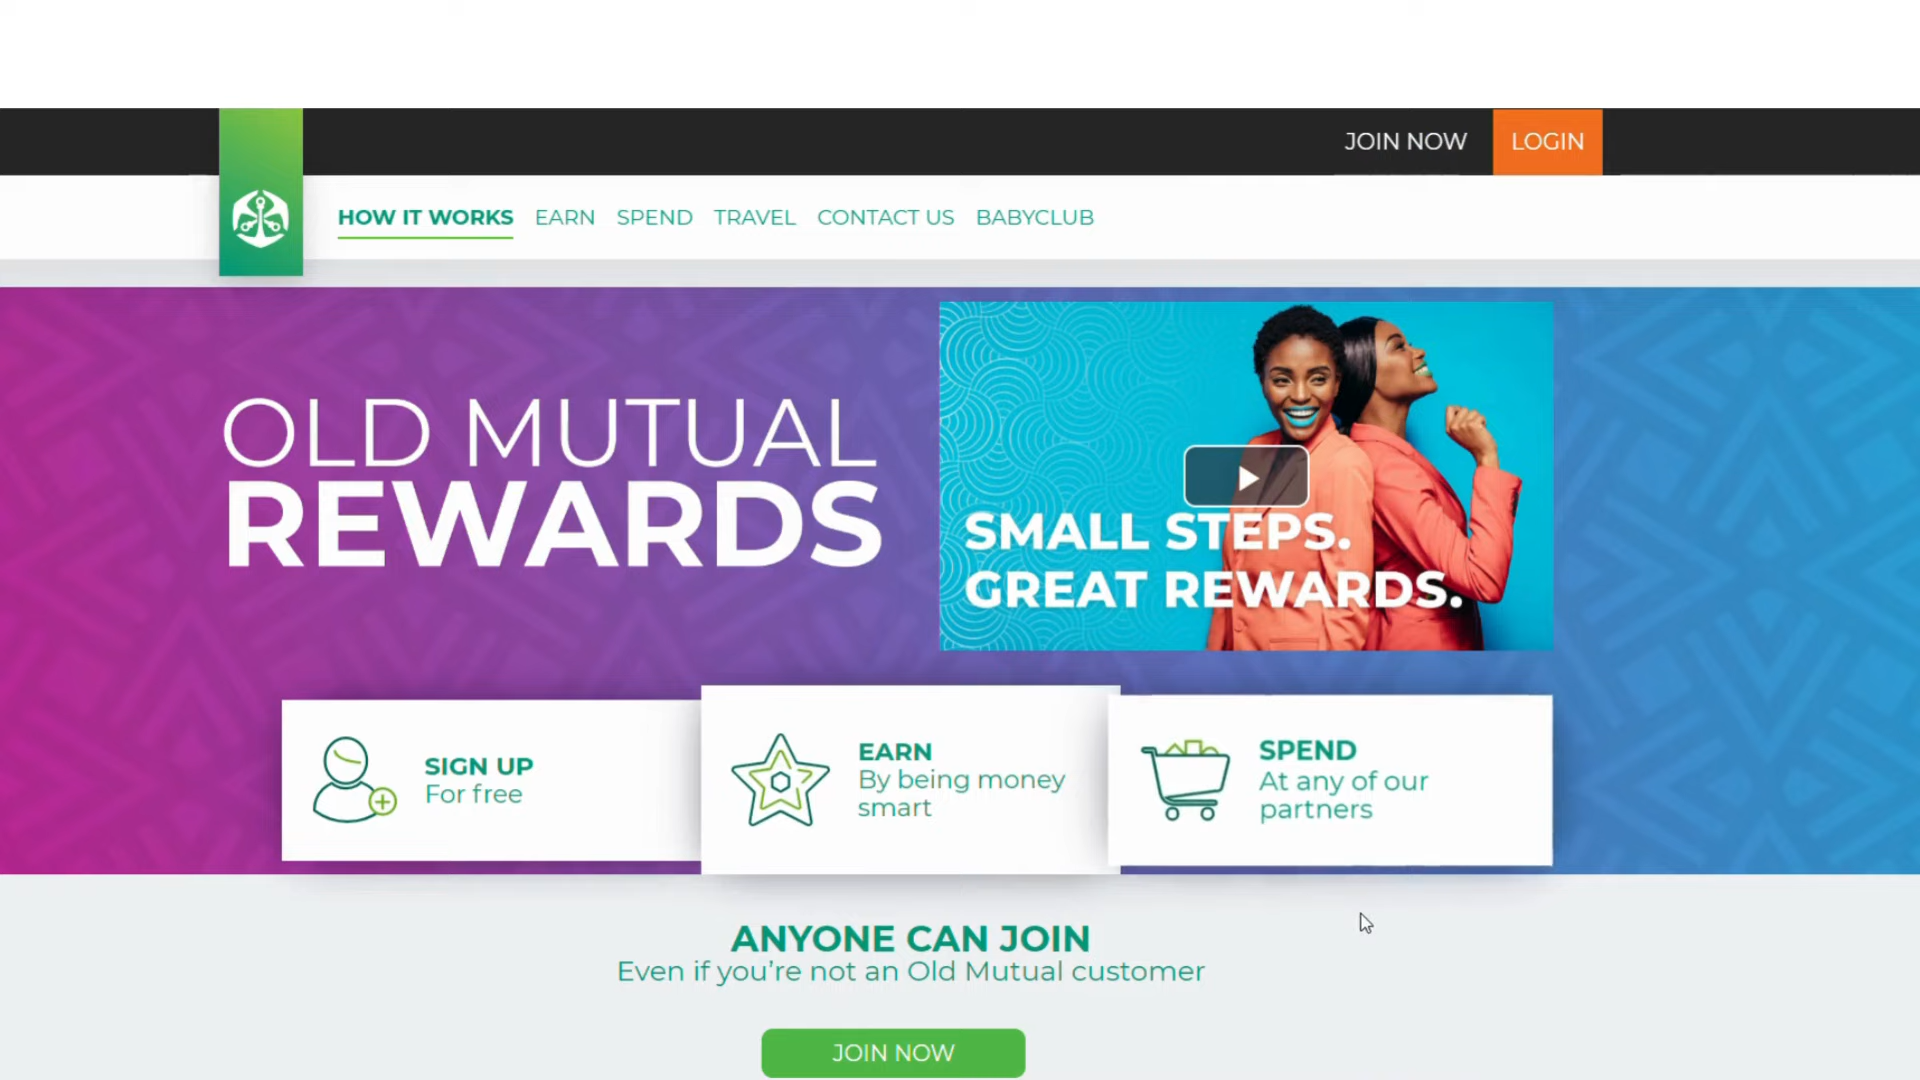 JOIN NOW
LOGIN
HOW IT WORKS
EARN
SPEND
TRAVEL
CONTACT US
BABYCLUB
OLD MUTUAL
REWARDS
SMALL STEPS.
GREAT REWARDS.
SIGN UP
For free
EARN
By being money
smart
SPEND
At any of our
partners
ANYONE CAN JOIN
Even if you're not an Old Mutual customer
JOIN NOW